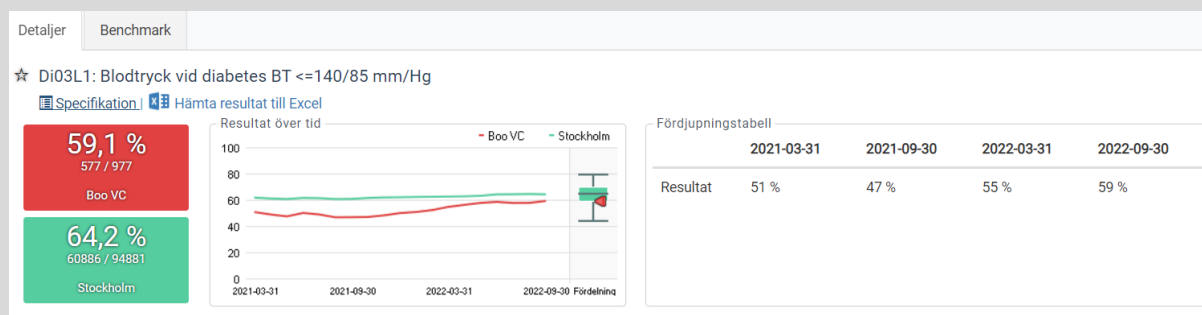 Detaljer Benchmark
Di03L1: Blodtryck vid diabetes BT <=140/85 mm/Hg
Specifikation | Hämta resultat till Excel
59,1 %
577 / 977
Boo VC
64,2 %
60886 / 94881
Stockholm
Resultat över tid
Boo VC Stockholm
100
80
60
40
20
0
2021-03-31 2021-09-30 2022-03-31 2022-09-30 Fördelning
Fördjupningstabell
2021-03-31 2021-09-30 2022-03-31 2022-09-30
Resultat 51 % 47 % 55 % 59 %